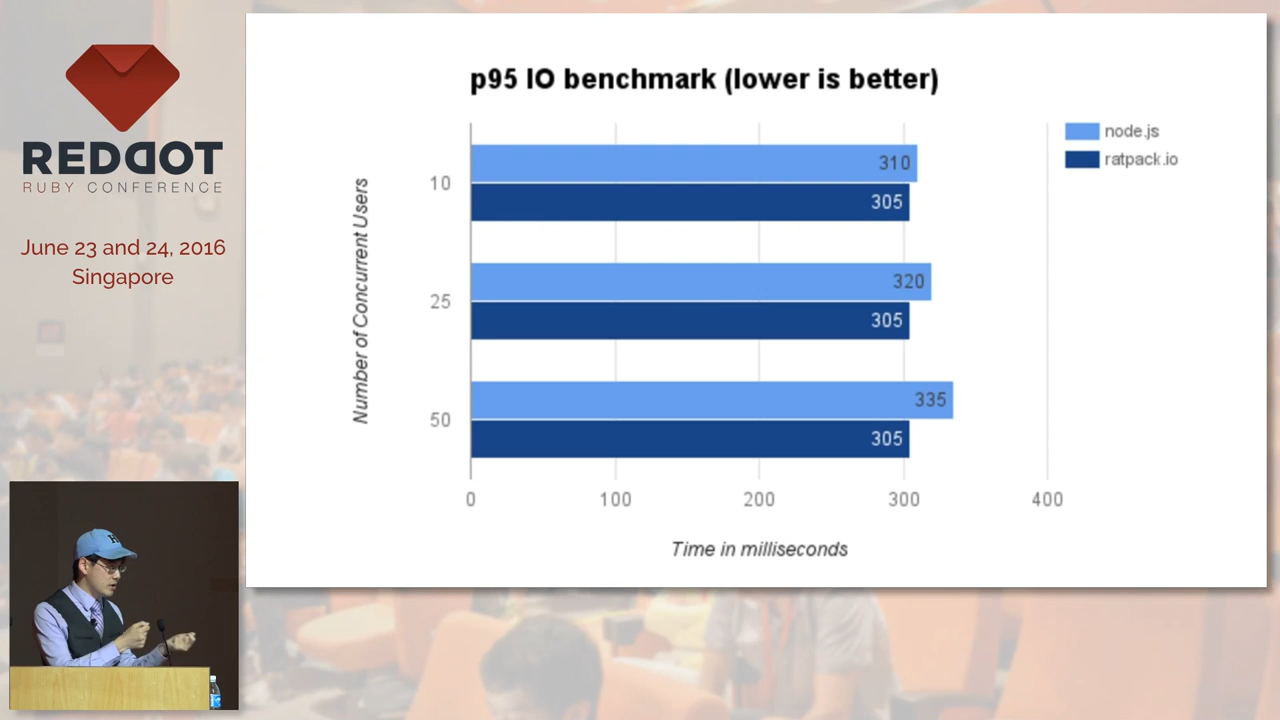 REDDOT
RUBY CONFERENCE
June 23 and 24, 2016
Singapore
p95 IO benchmark (lower is better)
node.js
ratpack.io
Number of Concurrent Users
10
310
305
25
320
305
50
335
305
0 100 200 300 400
Time in milliseconds